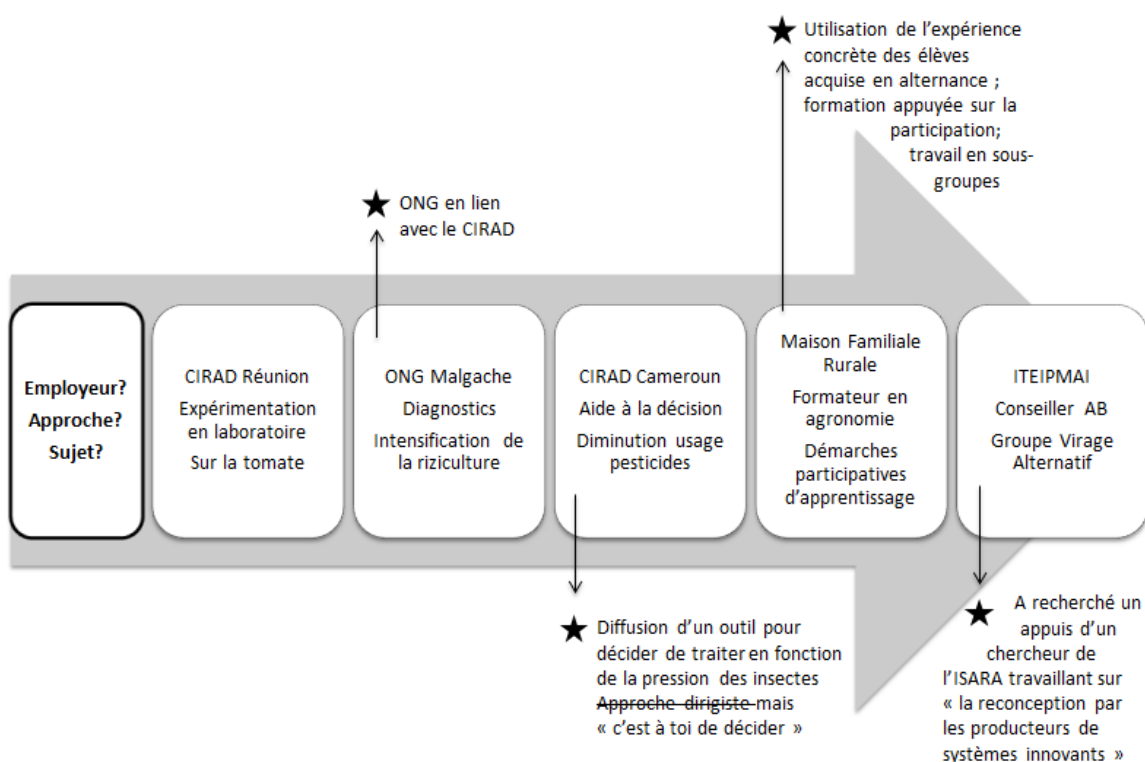 Utilisation de l'expérience
concrète des élèves
acquise en alternance ;
formation appuyée sur la
participation;
travail en sous-
groupes
ONG en lien
avec le CIRAD
Employeur?
Approche?
Sujet?
CIRAD Réunion
Expérimentation
en laboratoire
Sur la tomate
ONG Malgache
Diagnostics
Intensification de
la riziculture
CIRAD Cameroun
Aide à la décision
Diminution usage
pesticides
Maison Familiale
Rurale
Formateur en
agronomie
Démarches
participatives
d'apprentissage
ITEIPMAI
Conseiller AB
Groupe Virage
Alternatif
Diffusion d'un outil pour
décider de traiter en fonction
de la pression des insectes
Approche dirigiste mais
« c'est à toi de décider »
A recherché un
appuis d'un
chercheur de
l'ISARA travaillant sur
« la reconception par
les producteurs de
systèmes innovants »